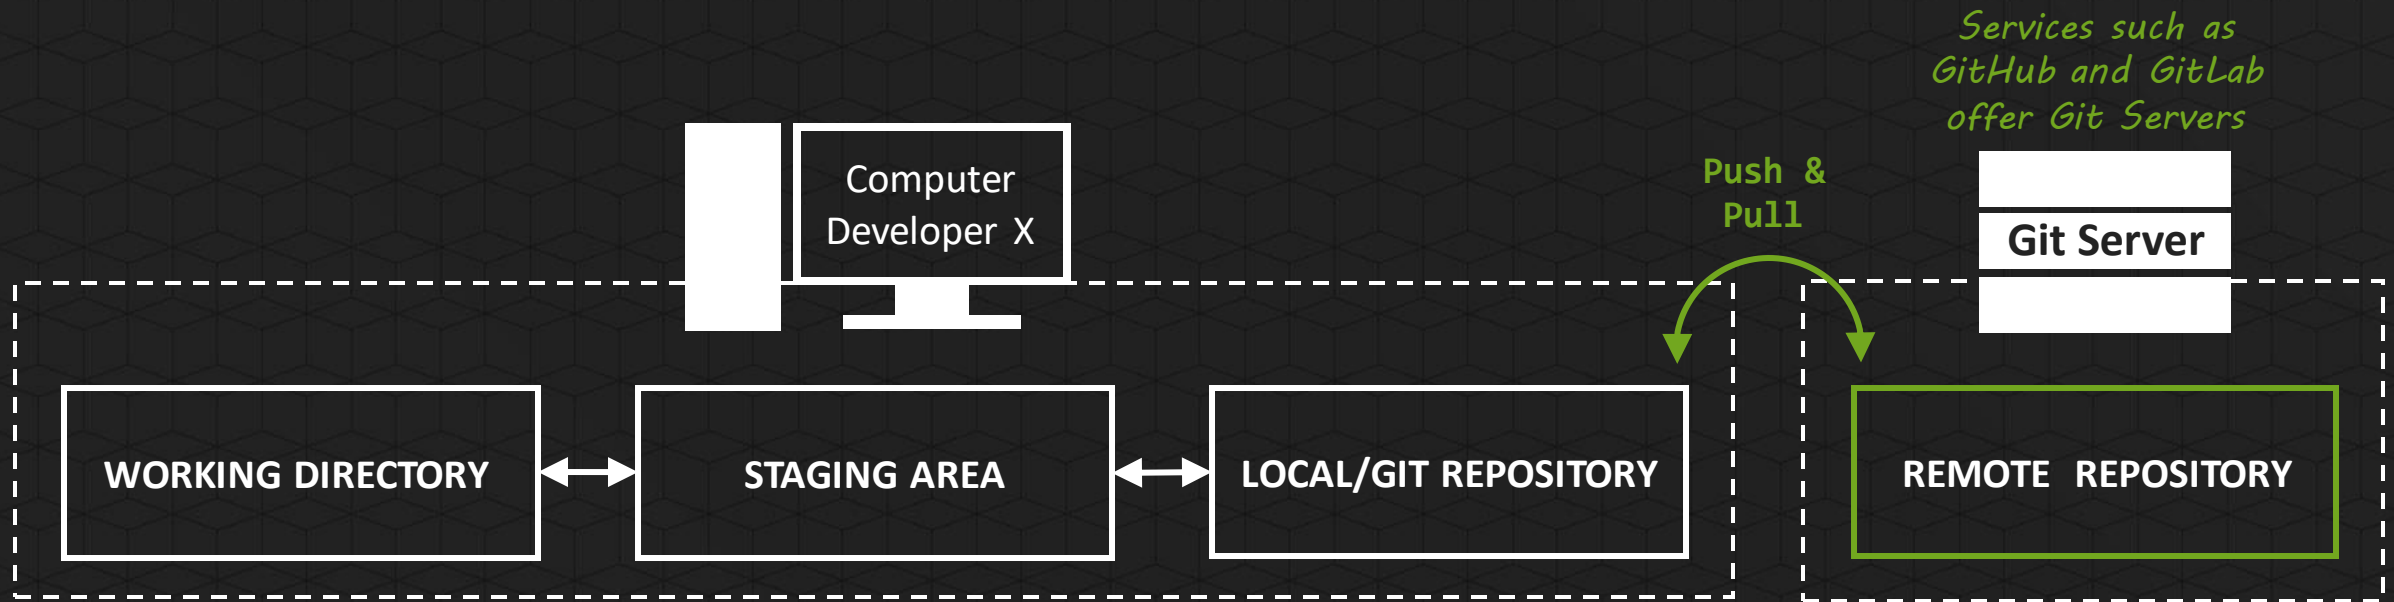 Services such as
GitHub and GitLab
offer Git Servers
Computer
Developer X
Push &
Pull
Git Server
WORKING DIRECTORY
STAGING AREA
LOCAL/GIT REPOSITORY
REMOTE REPOSITORY